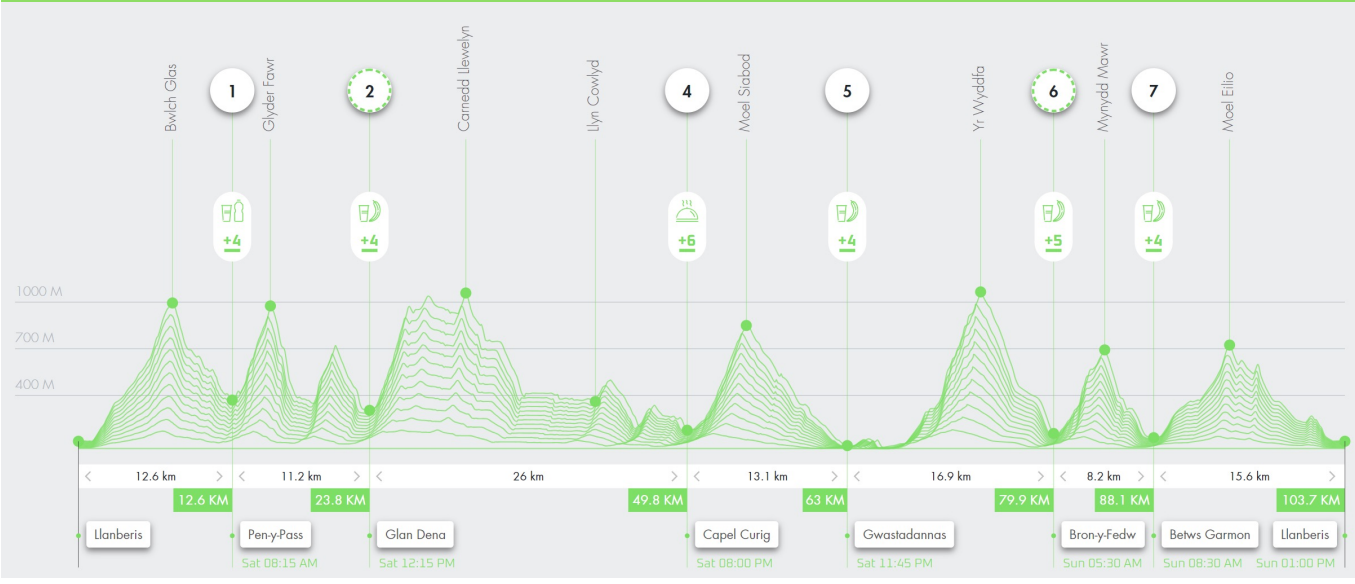 Bwlch Glas
1
Glyder Fawr
2
Carnedd Llewelyn
Llyn Cowlyd
4
Moel Siabod
5
Yr Wyddfa
6
Mynydd Mawr
7
Moel Eilio
+4
+4
+6
+4
+5
+4
1000 M
700 M
400 M
12.6 km
11.2 km
26 km
13.1 km
16.9 km
8.2 km
15.6 km
12.6 KM
23.8 KM
49.8 KM
63 KM
79.9 KM
88.1 KM
103.7 KM
Llanberis
Pen-y-Pass
Glan Dena
Capel Curig
Gwastadannas
Bron-y-Fedw
Betws Garmon
Llanberis
Sat 08:15 AM
Sat 12:15 PM
Sat 08:00 PM
Sat 11:45 PM
Sun 05:30 AM
Sun 08:30 AM
Sun 01:00 PM